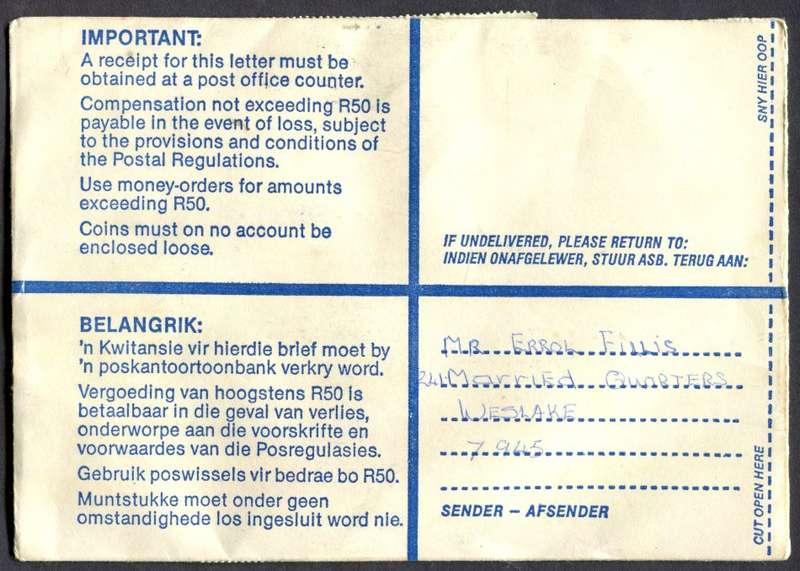 IMPORTANT:
A receipt for this letter must be
obtained at a post office counter.
Compensation not exceeding R50 is
payable in the event of loss, subject
to the provisions and conditions of
the Postal Regulations.
Use money-orders for amounts
exceeding R50.
Coins must on no account be
enclosed loose.
SNY HIER OOP
IF UNDELIVERED, PLEASE RETURN TO:
INDIEN ONAFGELEWER, STUUR ASB. TERUG AAN:
BELANGRIK:
'n Kwitansie vir hierdie brief moet by
'n poskantoortoonbank verkry word.
Vergoeding van hoogstens R50 is
betaalbaar in die geval van verlies,
onderworpe aan die voorskrifte en
voorwaardes van die Posregulasies.
Gebruik poswissels vir bedrae bo R50.
Muntstukke moet onder geen
omstandighede los ingesluit word nie.
MR ERROL FILLIS
241 MARRIED QUARTERS
WESLAKE
7945
SENDER – AFSENDER
CUT OPEN HERE